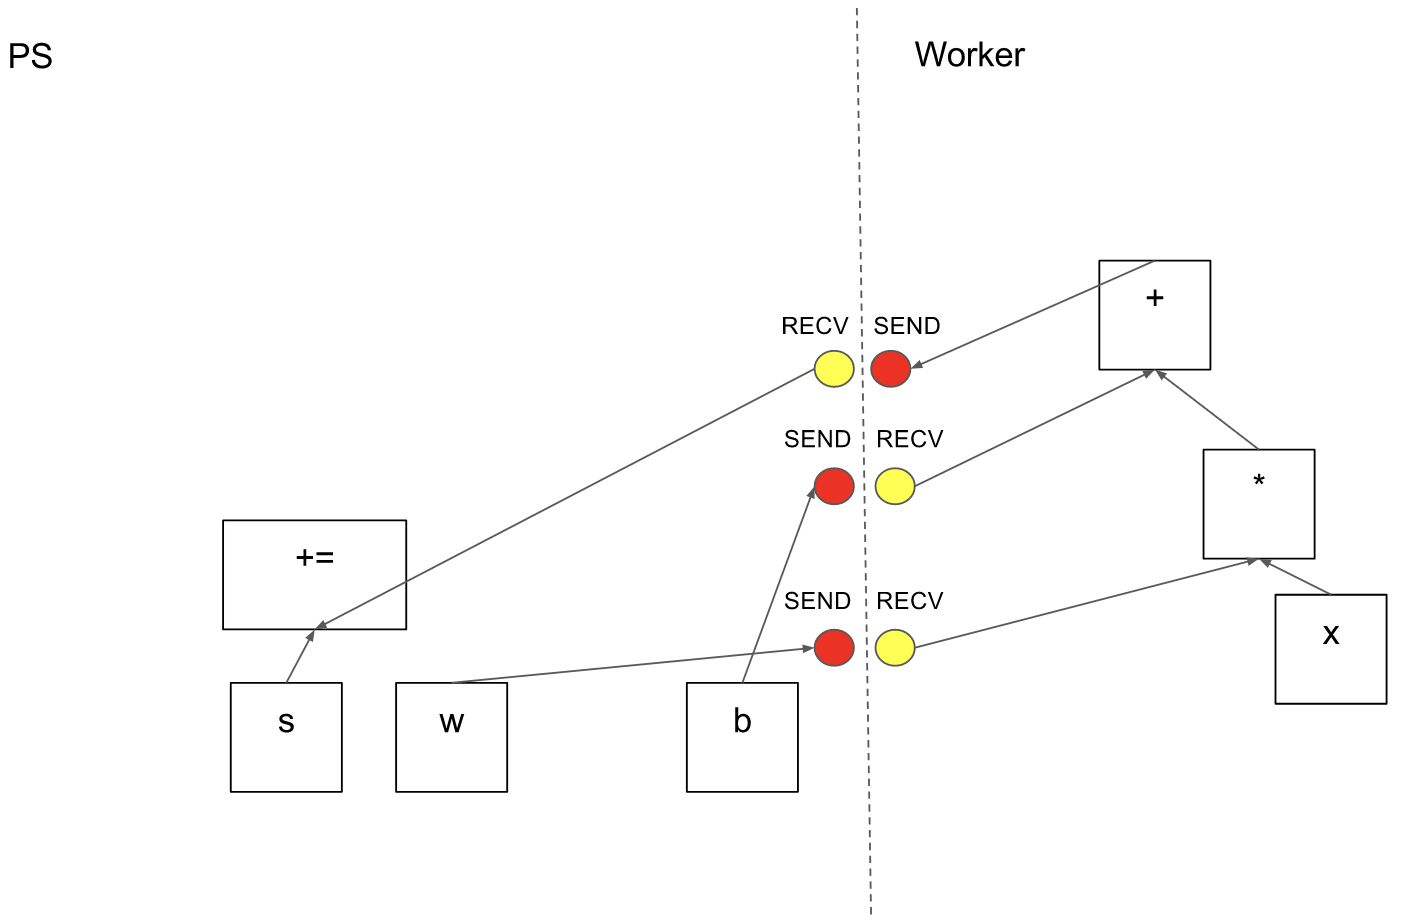 PS
Worker
+
RECV SEND
SEND RECV
*
+=
SEND RECV
x
s
w
b